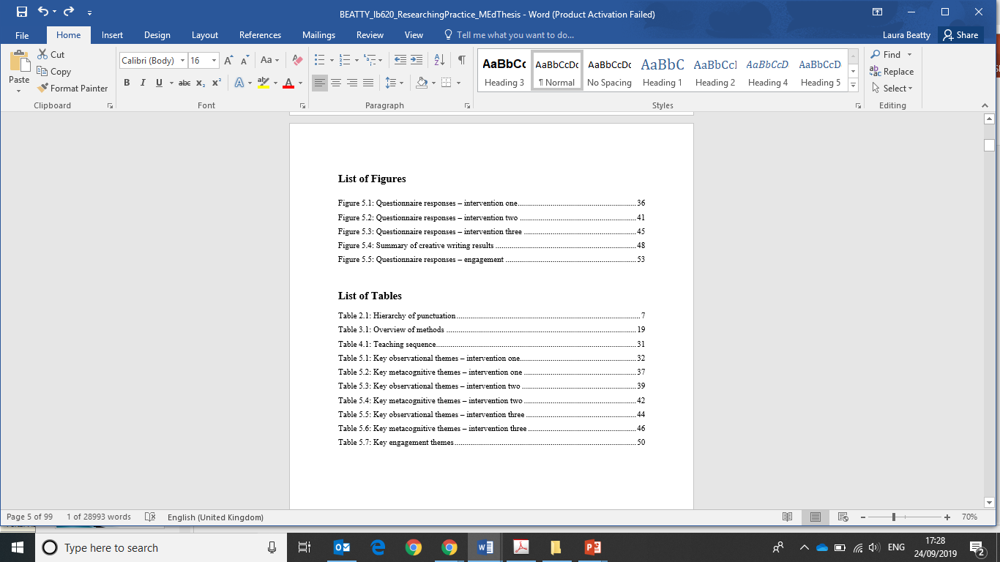 BEATTY_lb620_ResearchingPractice_MEdThesis - Word (Product Activation Failed)
File Home Insert Design Layout References Mailings Review View Tell me what you want to do... Laura Beatty Share
Paste Cut Copy Format Painter
Calibri (Body) 16
Find Replace Select
AaBbCc AaBbCcDc AaBbCcDc AaBbC AaBbCcI AaBbCcD. AaBbCcD
Heading 3 ¶ Normal No Spacing Heading 1 Heading 2 Heading 4 Heading 5
Clipboard Font Paragraph Styles Editing
List of Figures
Figure 5.1: Questionnaire responses – intervention one 36
Figure 5.2: Questionnaire responses – intervention two 41
Figure 5.3: Questionnaire responses – intervention three 45
Figure 5.4: Summary of creative writing results 48
Figure 5.5: Questionnaire responses – engagement 53
List of Tables
Table 2.1: Hierarchy of punctuation 7
Table 3.1: Overview of methods 19
Table 4.1: Teaching sequence 31
Table 5.1: Key observational themes – intervention one 32
Table 5.2: Key metacognitive themes – intervention one 37
Table 5.3: Key observational themes – intervention two 39
Table 5.4: Key metacognitive themes – intervention two 42
Table 5.5: Key observational themes – intervention three 44
Table 5.6: Key metacognitive themes – intervention three 46
Table 5.7: Key engagement themes 50
Page 5 of 99 1 of 28993 words English (United Kingdom) 70%
Type here to search ENG 17:28
24/09/2019 2